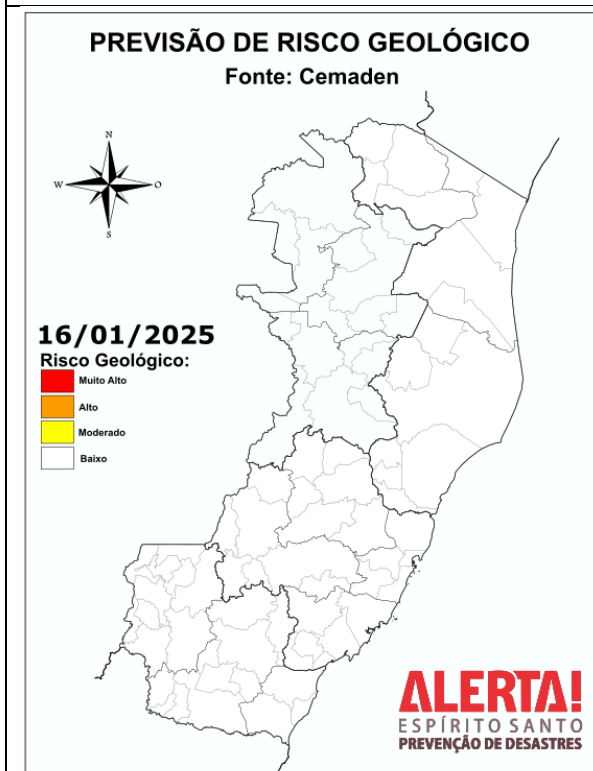 PREVISÃO DE RISCO GEOLÓGICO
Fonte: Cemaden
N
W
O
S
16/01/2025
Risco Geológico:
Muito Alto
Alto
Moderado
Baixo
ALERTA!
ESPÍRITO SANTO
PREVENÇÃO DE DESASTRES